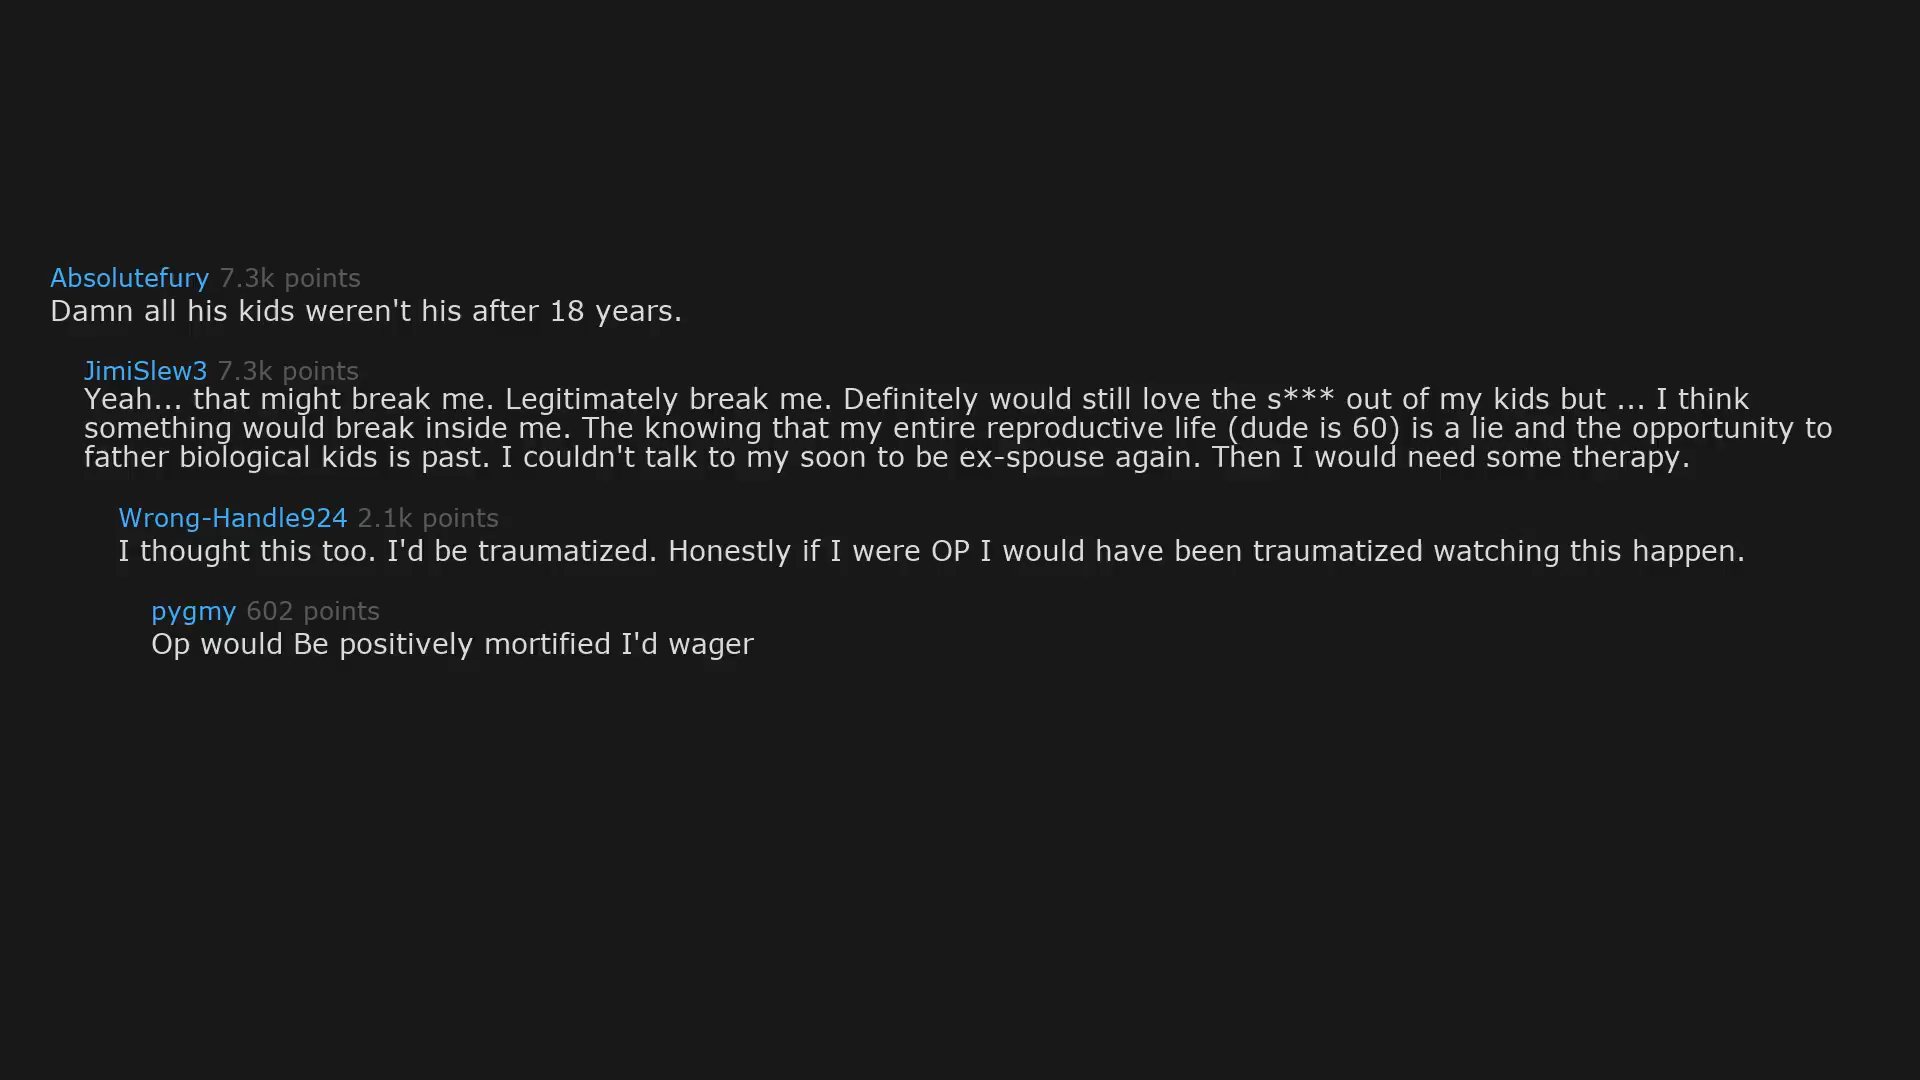 Absolutefury 7.3k points
Damn all his kids weren't his after 18 years.
JimiSlew3 7.3k points
Yeah... that might break me. Legitimately break me. Definitely would still love the s*** out of my kids but ... I think
something would break inside me. The knowing that my entire reproductive life (dude is 60) is a lie and the opportunity to
father biological kids is past. I couldn't talk to my soon to be ex-spouse again. Then I would need some therapy.
Wrong-Handle924 2.1k points
I thought this too. I'd be traumatized. Honestly if I were OP I would have been traumatized watching this happen.
pygmy 602 points
Op would Be positively mortified I'd wager